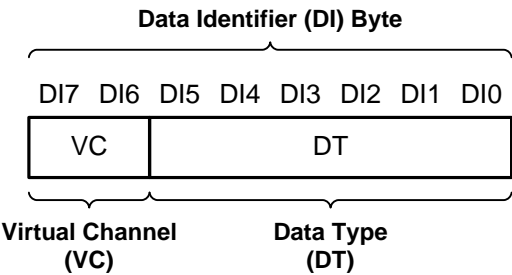 Data Identifier (DI) Byte
DI7 DI6 DI5 DI4 DI3 DI2 DI1 DI0
VC DT
Virtual Channel Data Type
(VC) (DT)